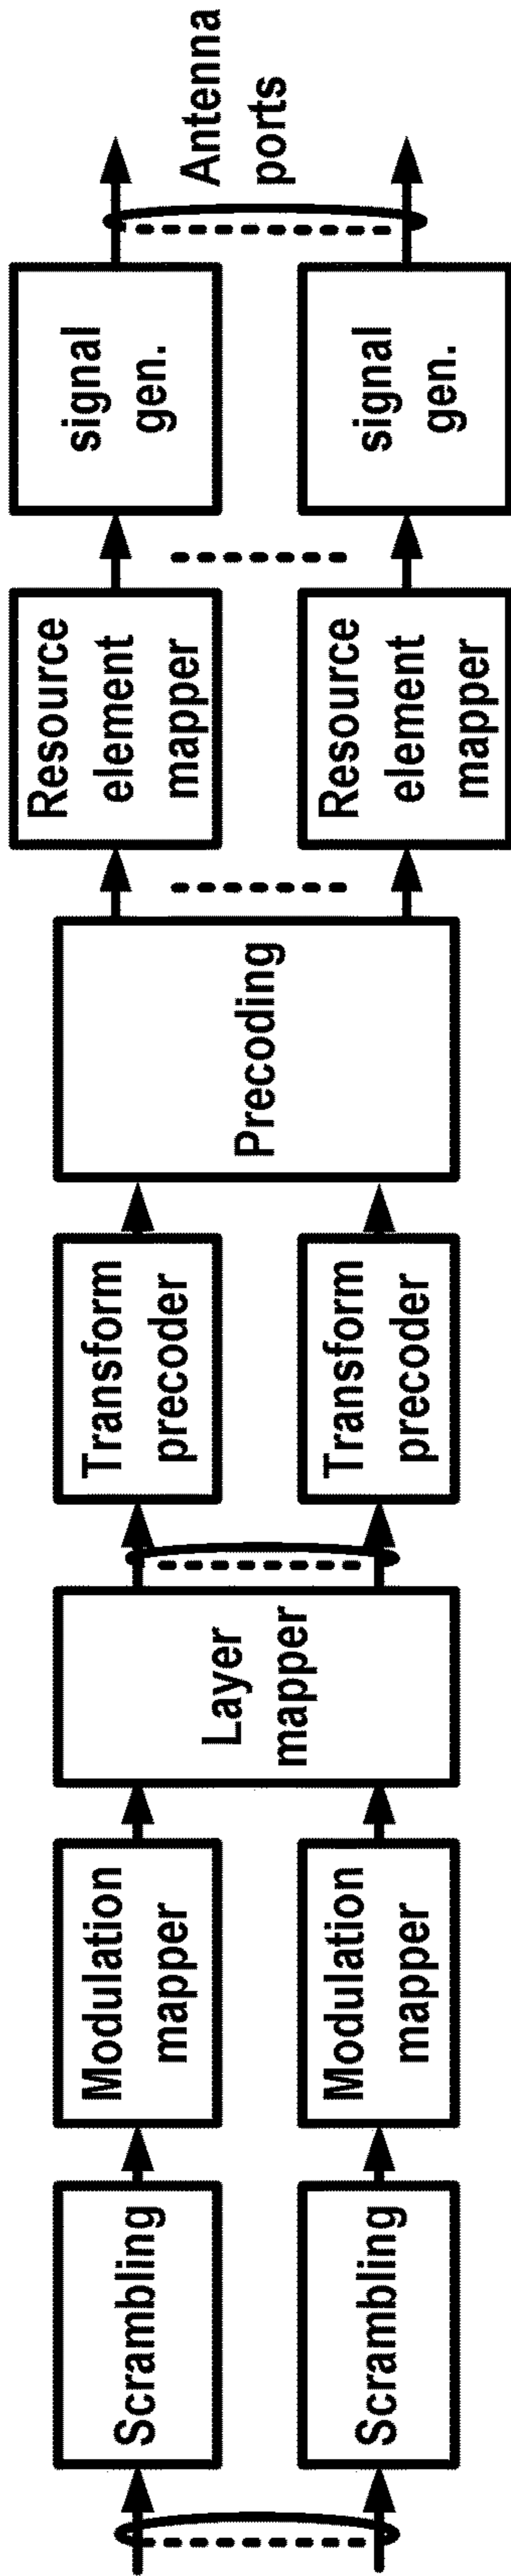 Scrambling
Modulation
mapper
Scrambling
Modulation
mapper
Layer
mapper
Transform
precoder
Transform
precoder
Precoding
Resource
element
mapper
signal
gen.
Resource
element
mapper
signal
gen.
Antenna
ports